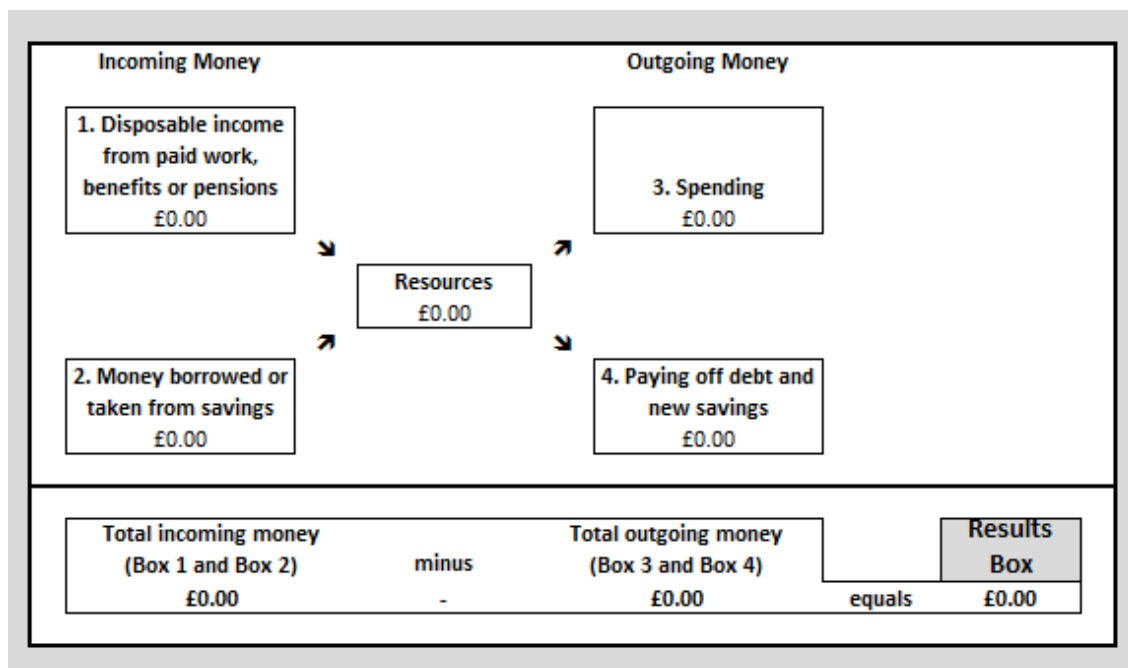 Incoming Money
Outgoing Money
1. Disposable income
from paid work,
benefits or pensions
£0.00
3. Spending
£0.00
Resources
£0.00
2. Money borrowed or
taken from savings
£0.00
4. Paying off debt and
new savings
£0.00
Total incoming money
(Box 1 and Box 2)
£0.00
minus
-
Total outgoing money
(Box 3 and Box 4)
£0.00
equals
Results
Box
£0.00